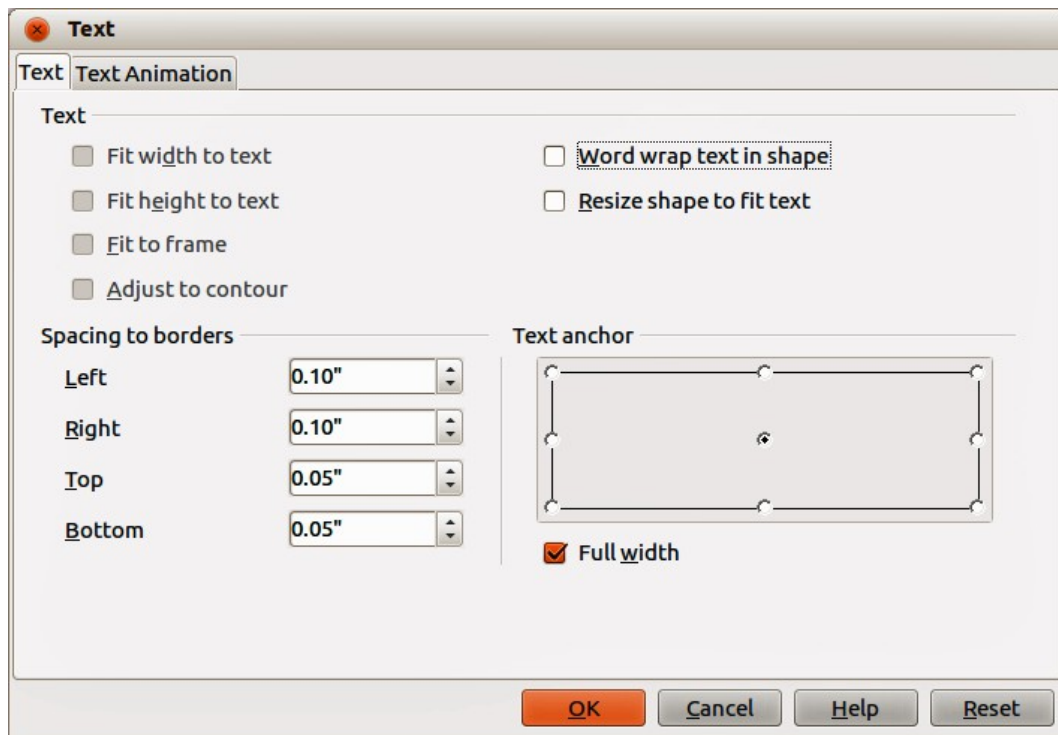 Text
Text Text Animation
Text
Fit width to text Word wrap text in shape
Fit height to text Resize shape to fit text
Fit to frame
Adjust to contour
Spacing to borders Text anchor
Left 0.10"
Right 0.10"
Top 0.05"
Bottom 0.05"
Full width
OK Cancel Help Reset